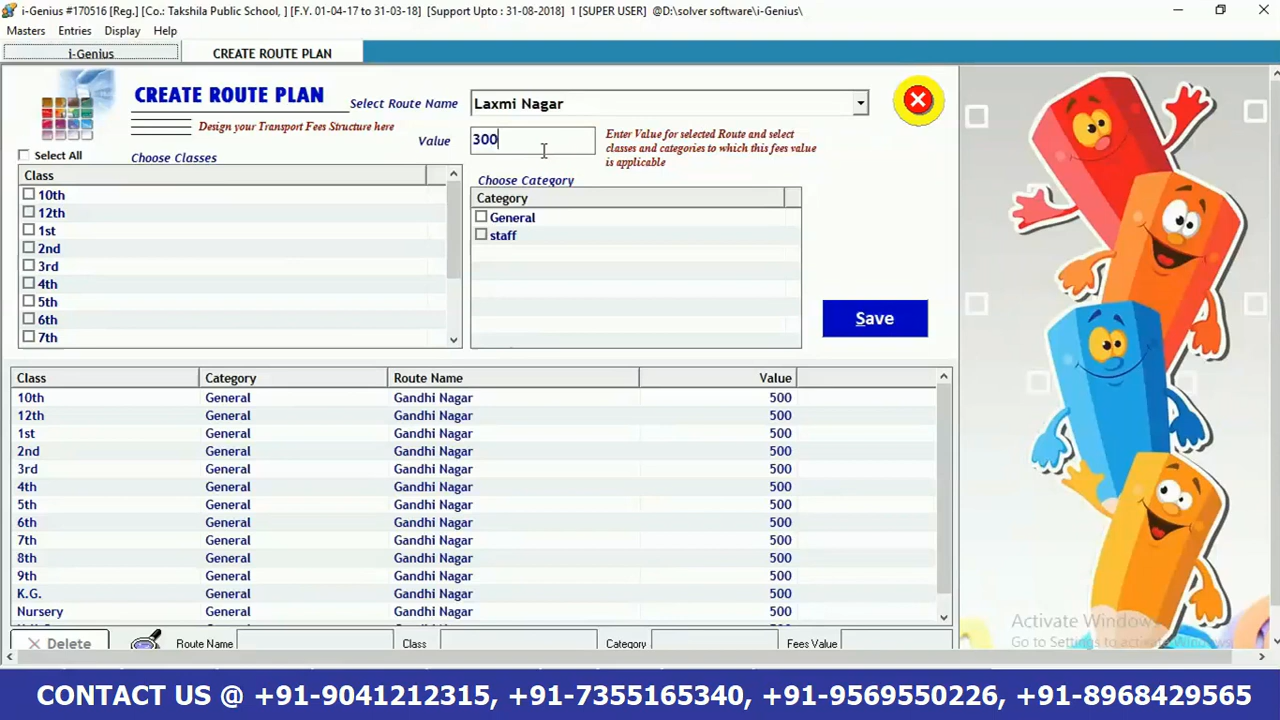 i-Genius #170516 [Reg.] [Co.: Takshila Public School, ] [F.Y. 01-04-17 to 31-03-18] [Support Upto : 31-08-2018] 1 [SUPER USER] @D:\solver software\i-Genius\
Masters Entries Display Help
i-Genius CREATE ROUTE PLAN
CREATE ROUTE PLAN
Select Route Name Laxmi Nagar
Design your Transport Fees Structure here
Value 300
Enter Value for selected Route and select
classes and categories to which this fees value
is applicable
Select All Choose Classes
Choose Category
Class
10th
12th
1st
2nd
3rd
4th
5th
6th
7th
Category
General
staff
Save
Class Category Route Name Value
10th General Gandhi Nagar 500
12th General Gandhi Nagar 500
1st General Gandhi Nagar 500
2nd General Gandhi Nagar 500
3rd General Gandhi Nagar 500
4th General Gandhi Nagar 500
5th General Gandhi Nagar 500
6th General Gandhi Nagar 500
7th General Gandhi Nagar 500
8th General Gandhi Nagar 500
9th General Gandhi Nagar 500
K.G. General Gandhi Nagar 500
Nursery General Gandhi Nagar 500
Delete Route Name Class Category Fees Value
Activate Windows
Go to Settings to activate Windows.
CONTACT US @ +91-9041212315, +91-7355165340, +91-9569550226, +91-8968429565